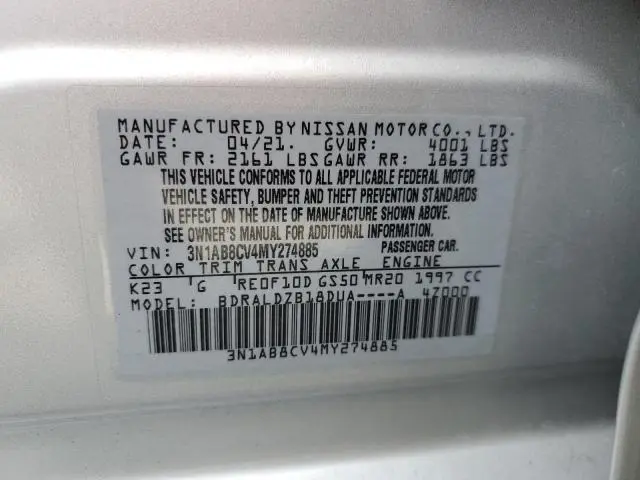 MANUFACTURED BY NISSAN MOTOR CO., LTD.
DATE: 04/21. GVWR: 4001 LBS
GAWR FR: 2161 LBS GAWR RR: 1863 LBS
THIS VEHICLE CONFORMS TO ALL APPLICABLE FEDERAL MOTOR
VEHICLE SAFETY, BUMPER AND THEFT PREVENTION STANDARDS
IN EFFECT ON THE DATE OF MANUFACTURE SHOWN ABOVE.
SEE OWNER'S MANUAL FOR ADDITIONAL INFORMATION.
VIN: 3N1AB8CV4MY274885 PASSENGER CAR.
COLOR TRIM TRANS AXLE ENGINE
K23 G RE0F10D GS50 MR20 1997 CC
BDRALDZB18DUA----A 4Z000
3N1AB8CV4MY274885